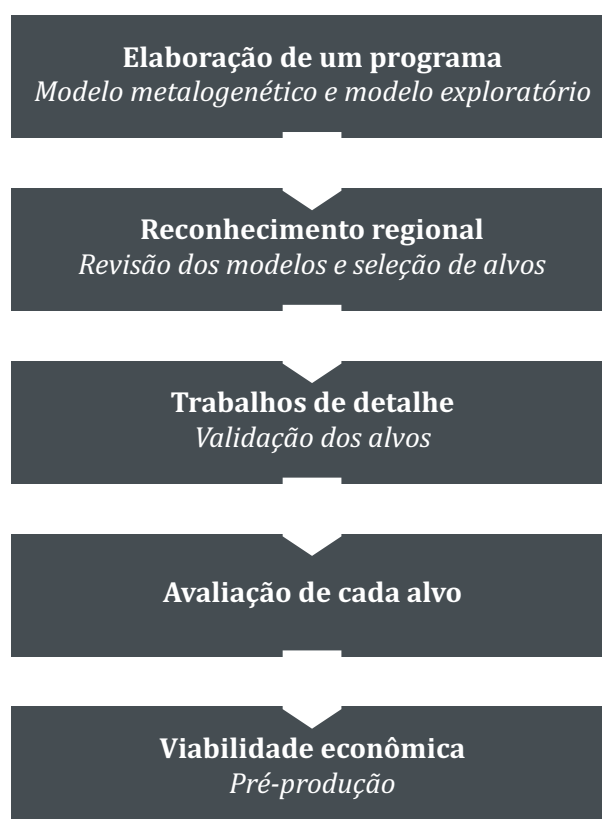 Elaboração de um programa
Modelo metalogenético e modelo exploratório
Reconhecimento regional
Revisão dos modelos e seleção de alvos
Trabalhos de detalhe
Validação dos alvos
Avaliação de cada alvo
Viabilidade econômica
Pré-produção